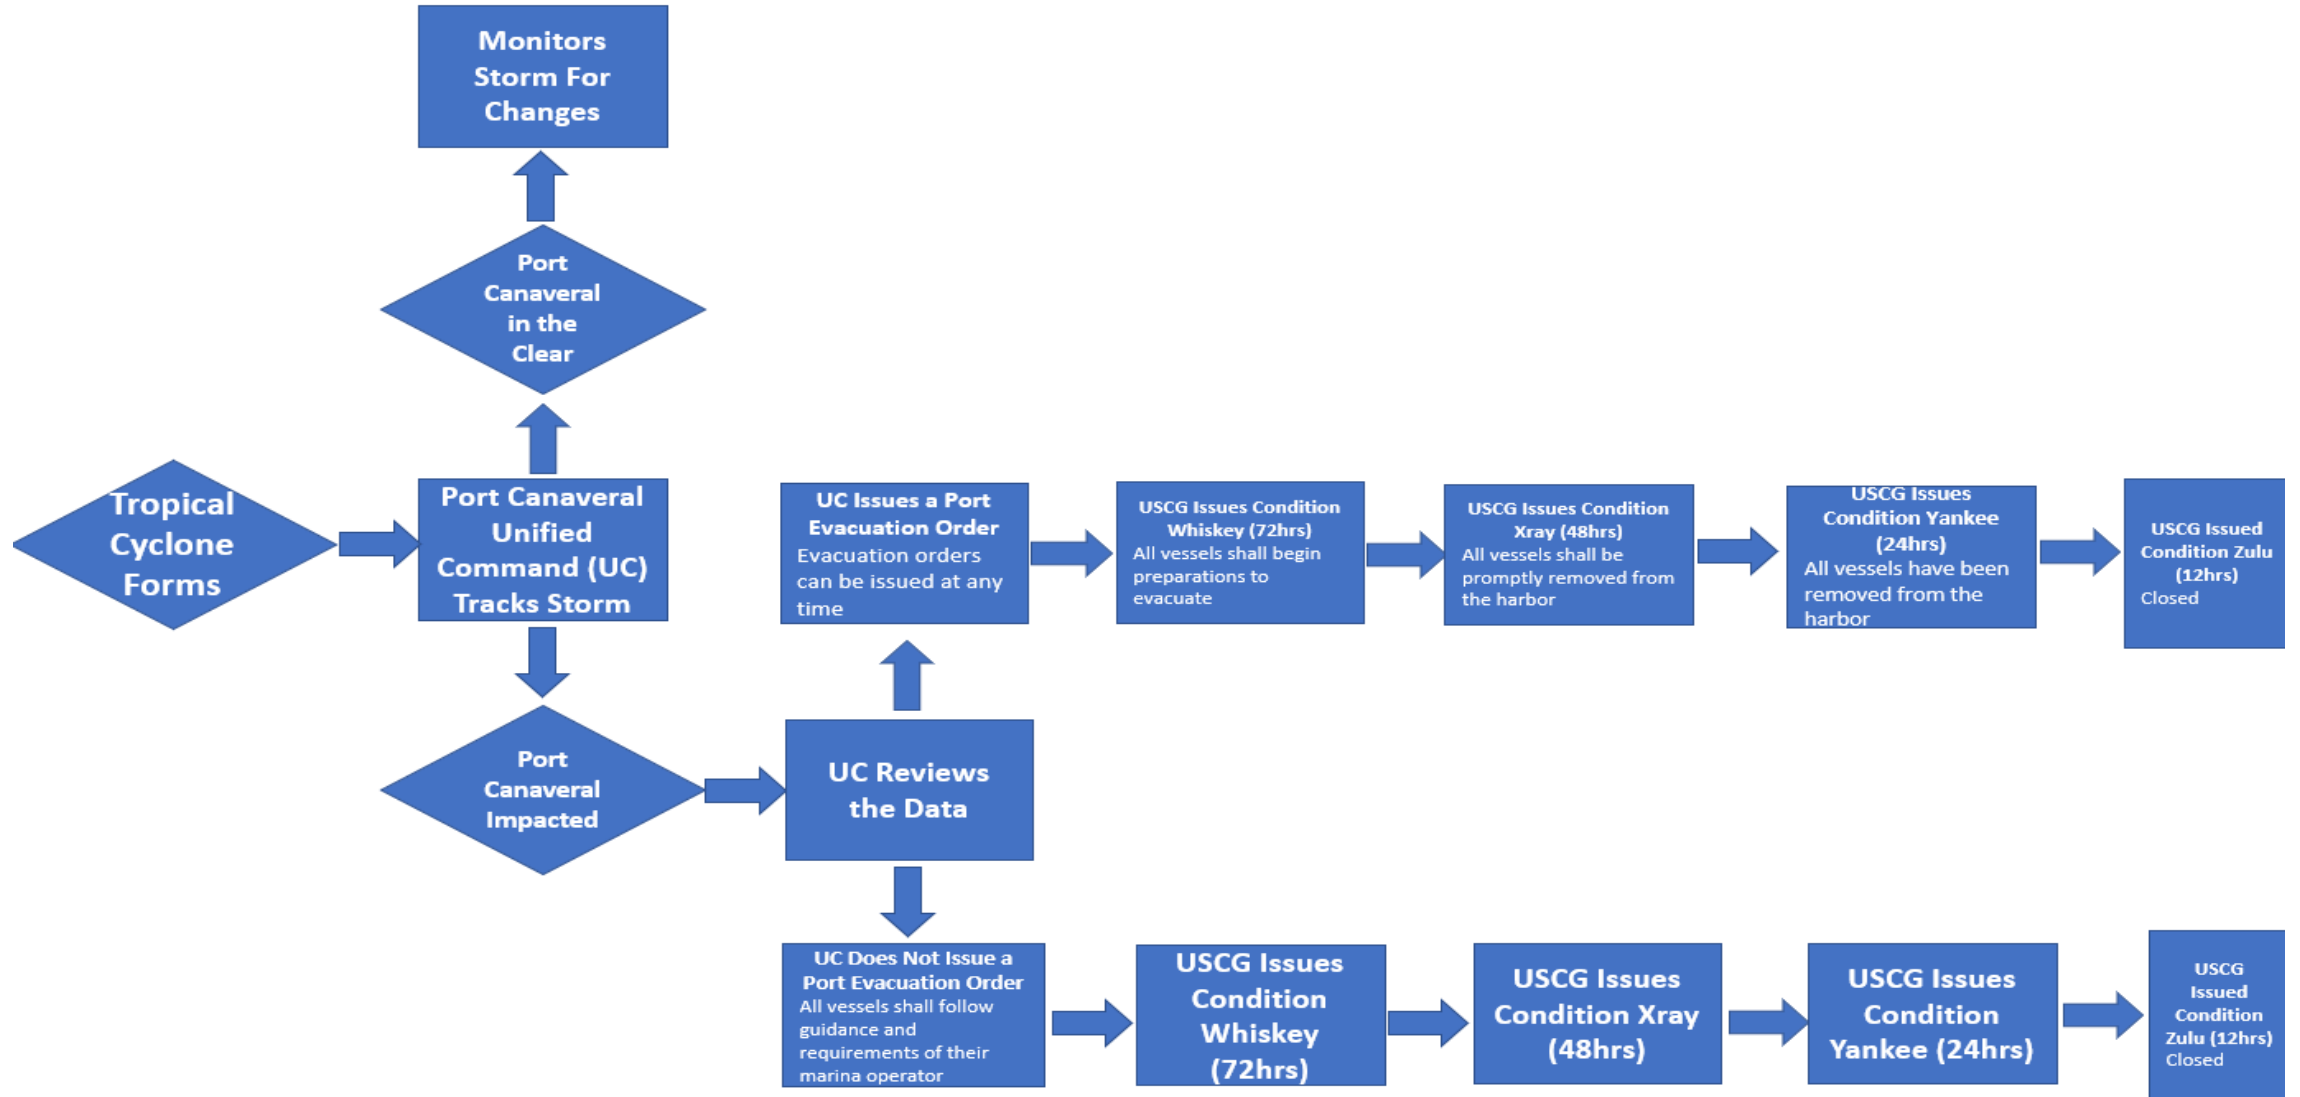 Monitors
Storm For
Changes
Port
Canaveral
in the
Clear
Tropical
Cyclone
Forms
Port Canaveral
Unified
Command (UC)
Tracks Storm
UC Issues a Port
Evacuation Order
Evacuation orders
can be issued at any
time
USCG Issues Condition
Whiskey (72hrs)
All vessels shall begin
preparations to
evacuate
USCG Issues Condition
Xray (48hrs)
All vessels shall be
promptly removed from
the harbor
USCG Issues
Condition Yankee
(24hrs)
All vessels have been
removed from the
harbor
USCG Issued
Condition Zulu
(12hrs)
Closed
Port
Canaveral
Impacted
UC Reviews
the Data
UC Does Not Issue a
Port Evacuation Order
All vessels shall follow
guidance and
requirements of their
marina operator
USCG Issues
Condition
Whiskey
(72hrs)
USCG Issues
Condition Xray
(48hrs)
USCG Issues
Condition
Yankee (24hrs)
USCG
Issued
Condition
Zulu (12hrs)
Closed